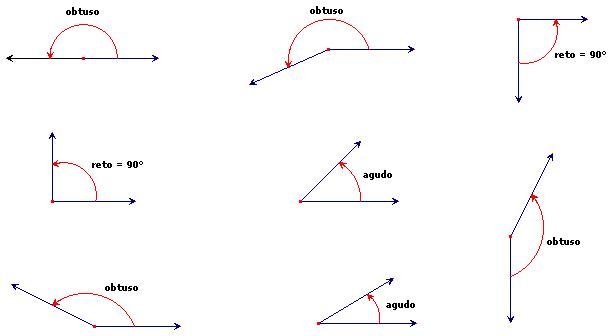 obtuso
obtuso
reto = 90°
reto = 90°
agudo
obtuso
obtuso
agudo